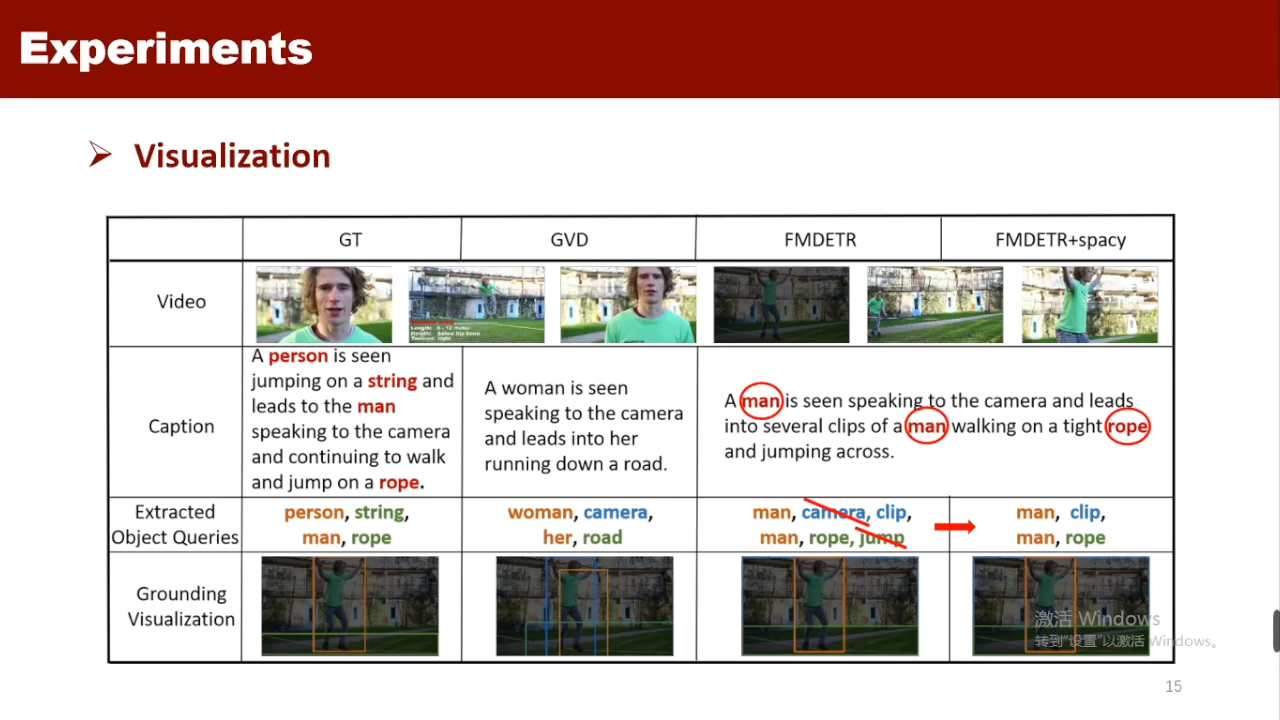 Experiments
Visualization
GT
GVD
FMDETR
FMDETR+spacy
Video
Caption
A person is seen
jumping on a string and
leads to the man
speaking to the camera
and continuing to walk
and jump on a rope.
A woman is seen
speaking to the camera
and leads into her
running down a road.
A man is seen speaking to the camera and leads
into several clips of a man walking on a tight rope
and jumping across.
Extracted
Object Queries
person, string,
man, rope
woman, camera,
her, road
man, camera, clip,
man, rope, jump
man, clip,
man, rope
Grounding
Visualization
激活 Windows
转到“设置”以激活 Windows。
15